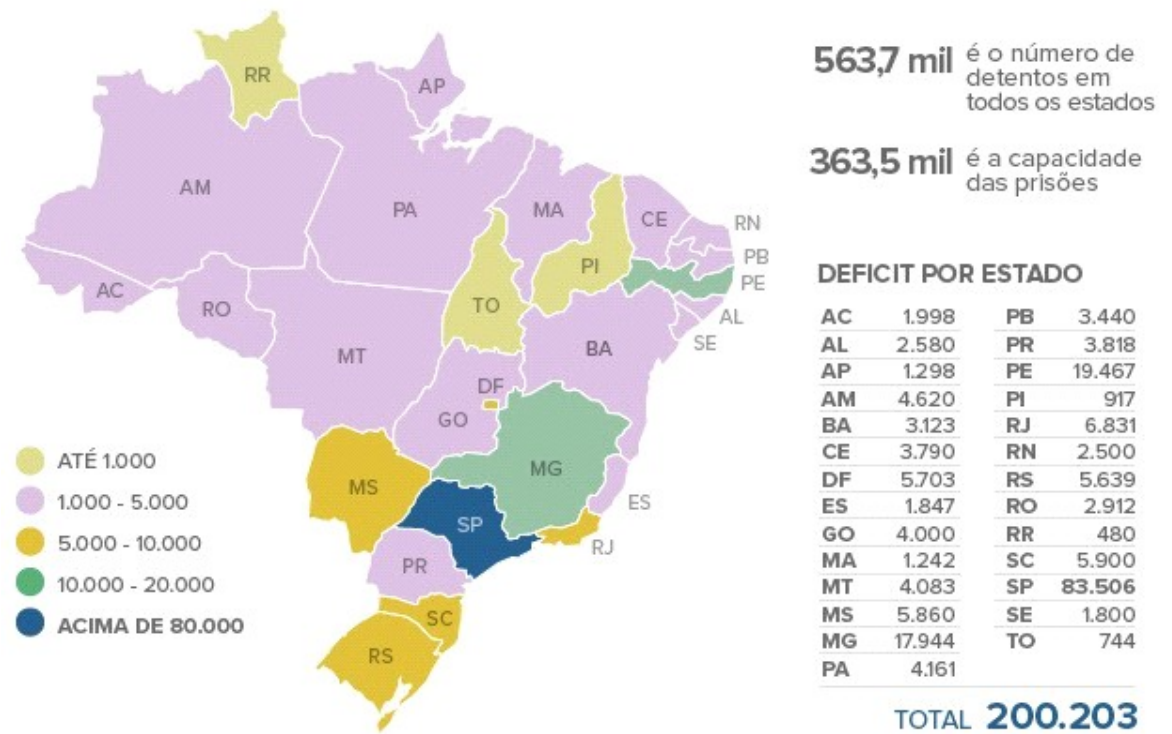 RR
AP
AM
PA
MA
CE
RN
PB
PE
AL
SE
PI
TO
AC
RO
MT
BA
DF
GO
MG
ES
MS
SP
RJ
PR
SC
RS
ATÉ 1.000
1.000 - 5.000
5.000 - 10.000
10.000 - 20.000
ACIMA DE 80.000
563,7 mil é o número de
detentos em
todos os estados
363,5 mil é a capacidade
das prisões
DEFICIT POR ESTADO
AC 1.998 PB 3.440
AL 2.580 PR 3.818
AP 1.298 PE 19.467
AM 4.620 PI 917
BA 3.123 RJ 6.831
CE 3.790 RN 2.500
DF 5.703 RS 5.639
ES 1.847 RO 2.912
GO 4.000 RR 480
MA 1.242 SC 5.900
MT 4.083 SP 83.506
MS 5.860 SE 1.800
MG 17.944 TO 744
PA 4.161
TOTAL 200.203